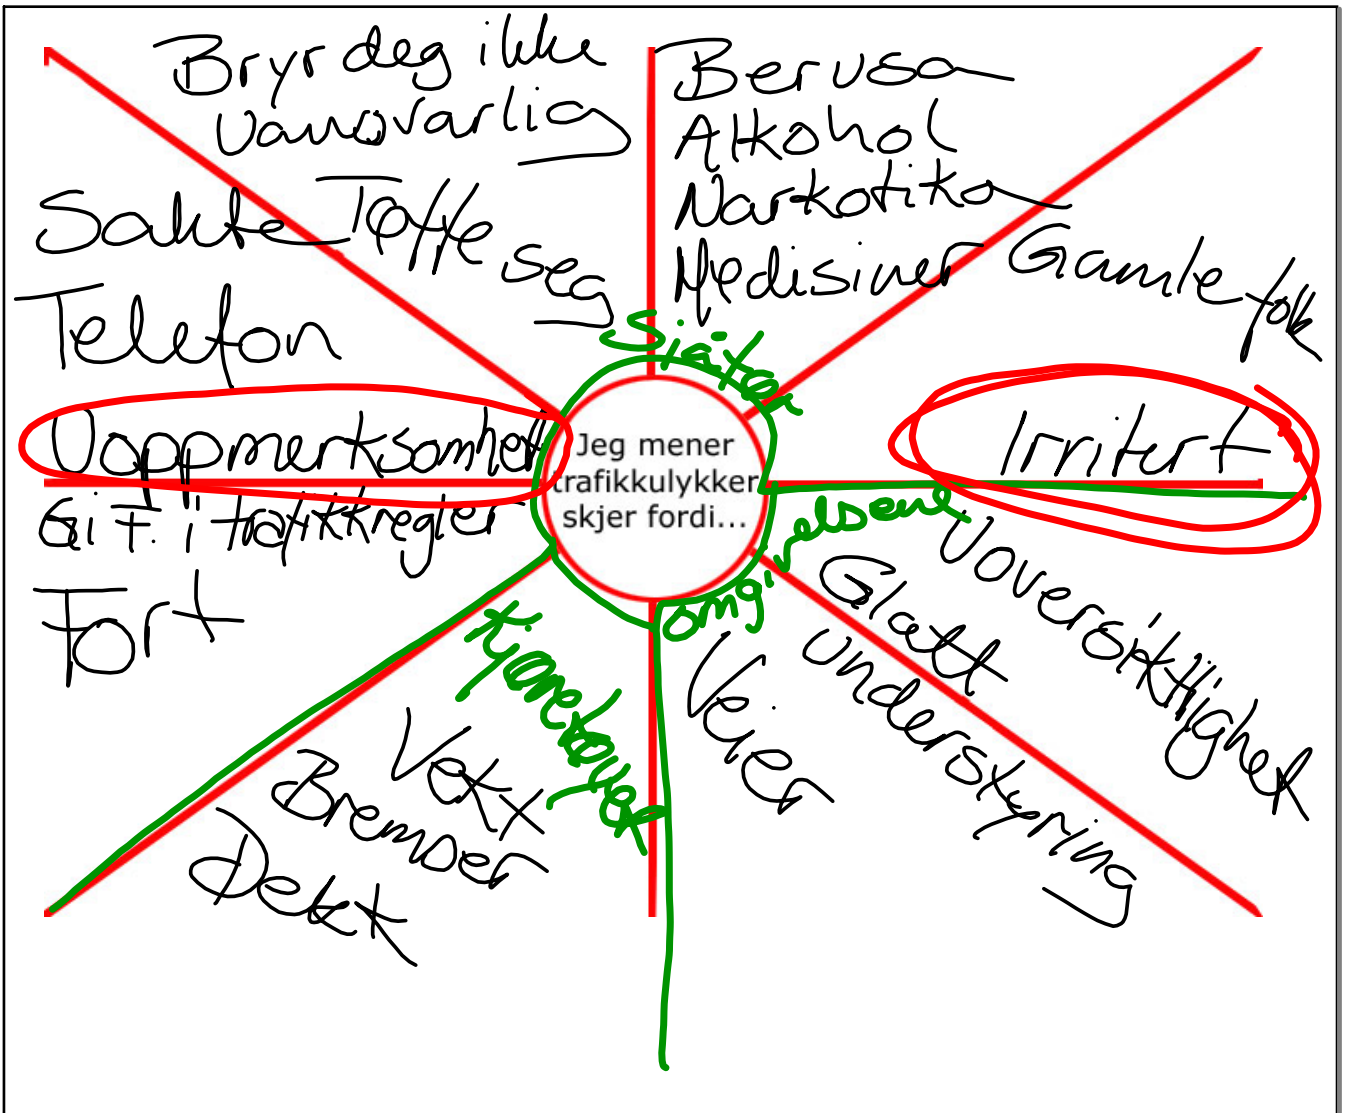 Bryr deg ikke
uansvarlig
Tøffe
seg
Berusa
Alkohol
Narkotika
Medisiner
Gamle folk
Sakte
Telefon
Uoppmerksomhet
Gi f. i trafikkregler
Fort
Sjåfør
Irritert
Jeg mener
trafikkulykker
skjer fordi...
omgivelsene
Uoversiktlighet
Glatt
understyring
Veier
Kjøretøyet
Vekt
Bremser
Dekk